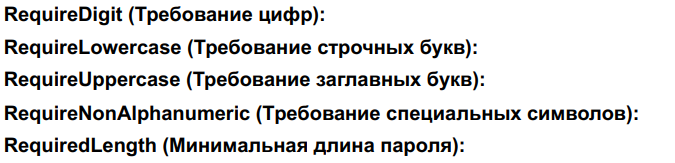 RequireDigit (Требование цифр):
RequireLowercase (Требование строчных букв):
RequireUppercase (Требование заглавных букв):
RequireNonAlphanumeric (Требование специальных символов):
RequiredLength (Минимальная длина пароля):